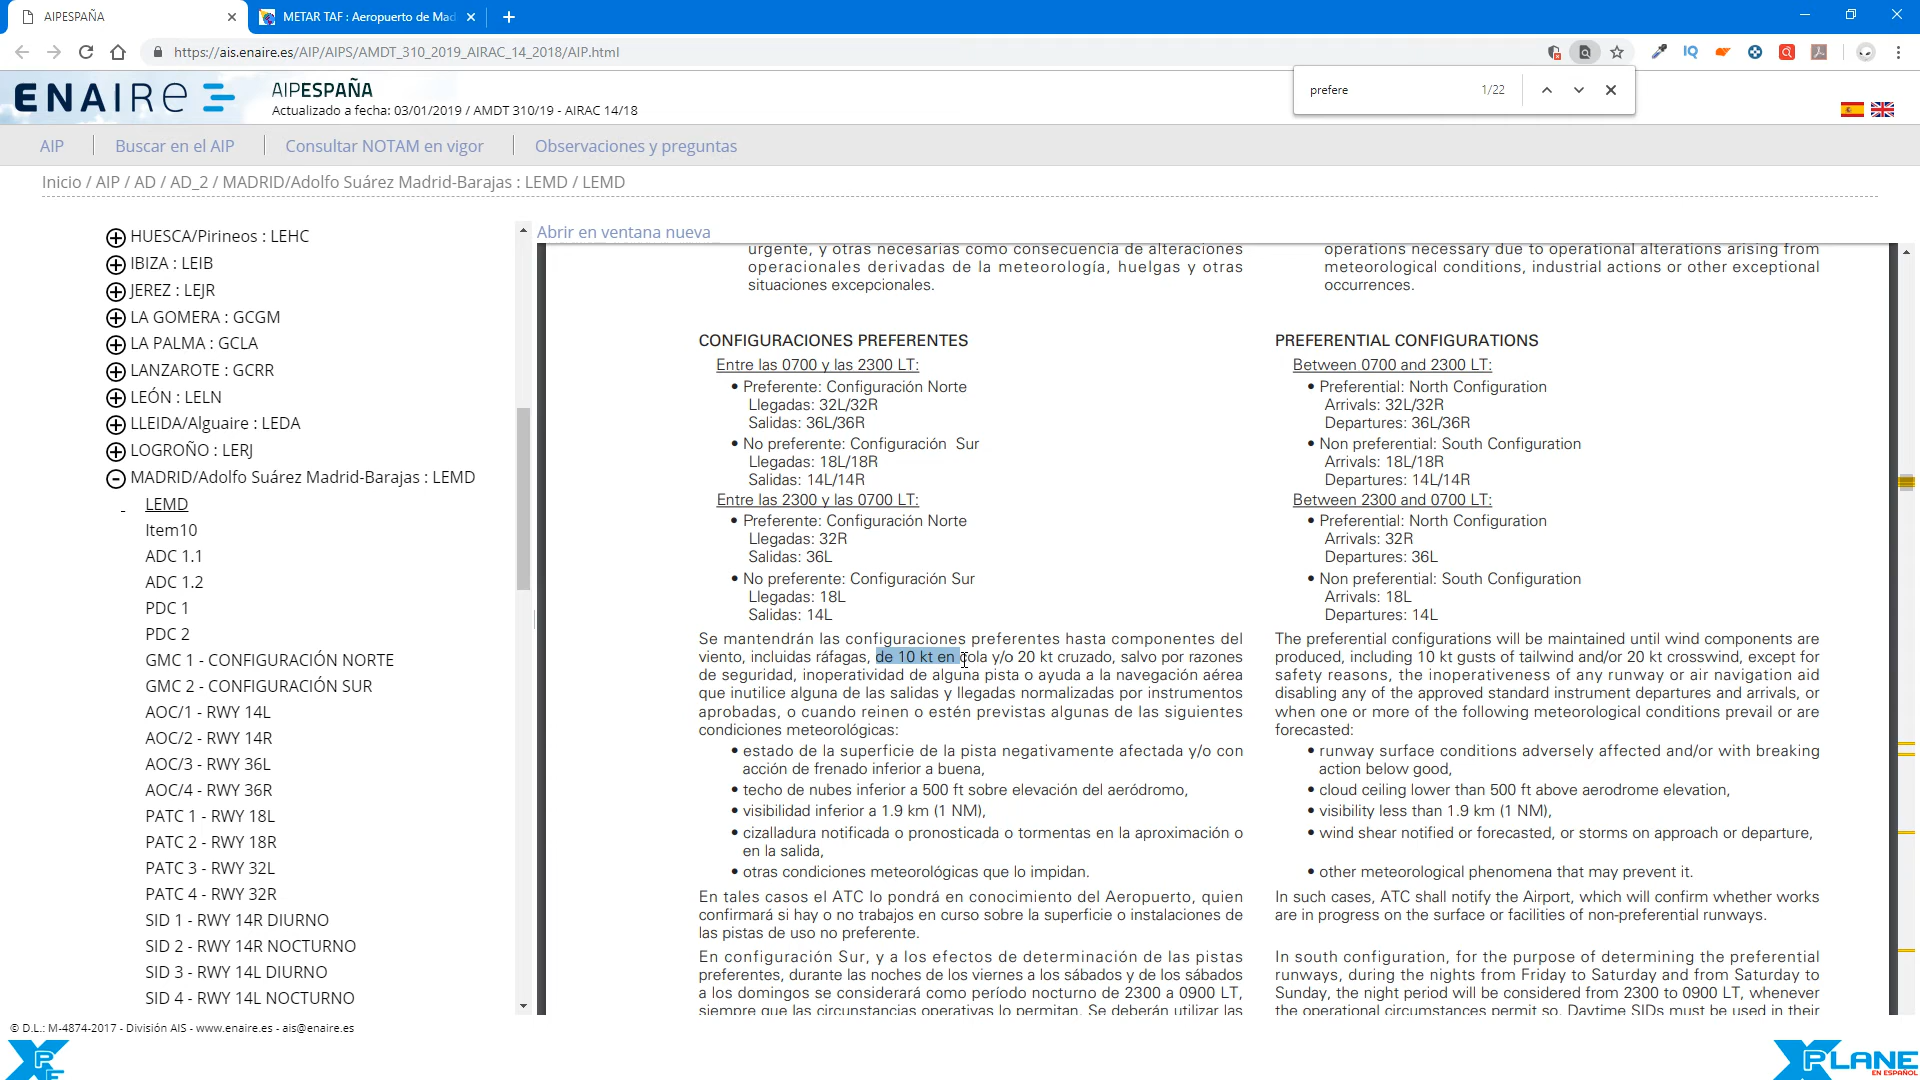 AIPESPAÑA
METAR TAF : Aeropuerto de Mad
https://ais.enaire.es/AIP/AIPS/AMDT_310_2019_AIRAC_14_2018/AIP.html
prefere
1/22
ENAIRE
AIPESPAÑA
Actualizado a fecha: 03/01/2019 / AMDT 310/19 - AIRAC 14/18
AIP
Buscar en el AIP
Consultar NOTAM en vigor
Observaciones y preguntas
Inicio / AIP / AD / AD_2 / MADRID/Adolfo Suárez Madrid-Barajas : LEMD / LEMD
HUESCA/Pirineos : LEHC
IBIZA : LEIB
JEREZ : LEJR
LA GOMERA : GCGM
LA PALMA : GCLA
LANZAROTE : GCRR
LEÓN : LELN
LLEIDA/Alguaire : LEDA
LOGROÑO : LERJ
MADRID/Adolfo Suárez Madrid-Barajas : LEMD
LEMD
Item10
ADC 1.1
ADC 1.2
PDC 1
PDC 2
GMC 1 - CONFIGURACIÓN NORTE
GMC 2 - CONFIGURACIÓN SUR
AOC/1 - RWY 14L
AOC/2 - RWY 14R
AOC/3 - RWY 36L
AOC/4 - RWY 36R
PATC 1 - RWY 18L
PATC 2 - RWY 18R
PATC 3 - RWY 32L
PATC 4 - RWY 32R
SID 1 - RWY 14R DIURNO
SID 2 - RWY 14R NOCTURNO
SID 3 - RWY 14L DIURNO
SID 4 - RWY 14L NOCTURNO
Abrir en ventana nueva
urgente, y otras necesarias como consecuencia de alteraciones
operacionales derivadas de la meteorología, huelgas y otras
situaciones excepcionales.
CONFIGURACIONES PREFERENTES
Entre las 0700 y las 2300 LT:
• Preferente: Configuración Norte
Llegadas: 32L/32R
Salidas: 36L/36R
• No preferente: Configuración Sur
Llegadas: 18L/18R
Salidas: 14L/14R
Entre las 2300 y las 0700 LT:
• Preferente: Configuración Norte
Llegadas: 32R
Salidas: 36L
• No preferente: Configuración Sur
Llegadas: 18L
Salidas: 14L
Se mantendrán las configuraciones preferentes hasta componentes del
viento, incluidas ráfagas, de 10 kt en cola y/o 20 kt cruzado, salvo por razones
de seguridad, inoperatividad de alguna pista o ayuda a la navegación aérea
que inutilice alguna de las salidas y llegadas normalizadas por instrumentos
aprobadas, o cuando reinen o estén previstas algunas de las siguientes
condiciones meteorológicas:
• estado de la superficie de la pista negativamente afectada y/o con
acción de frenado inferior a buena,
• techo de nubes inferior a 500 ft sobre elevación del aeródromo,
• visibilidad inferior a 1.9 km (1 NM),
• cizalladura notificada o pronosticada o tormentas en la aproximación o
en la salida,
• otras condiciones meteorológicas que lo impidan.
En tales casos el ATC lo pondrá en conocimiento del Aeropuerto, quien
confirmará si hay o no trabajos en curso sobre la superficie o instalaciones de
las pistas de uso no preferente.
En configuración Sur, y a los efectos de determinación de las pistas
preferentes, durante las noches de los viernes a los sábados y de los sábados
a los domingos se considerará como período nocturno de 2300 a 0900 LT,
siempre que las circunstancias operativas lo permitan. Se deberán utilizar las
operations necessary due to operational alterations arising from
meteorological conditions, industrial actions or other exceptional
occurrences.
PREFERENTIAL CONFIGURATIONS
Between 0700 and 2300 LT:
• Preferential: North Configuration
Arrivals: 32L/32R
Departures: 36L/36R
• Non preferential: South Configuration
Arrivals: 18L/18R
Departures: 14L/14R
Between 2300 and 0700 LT:
• Preferential: North Configuration
Arrivals: 32R
Departures: 36L
• Non preferential: South Configuration
Arrivals: 18L
Departures: 14L
The preferential configurations will be maintained until wind components are
produced, including 10 kt gusts of tailwind and/or 20 kt crosswind, except for
safety reasons, the inoperativeness of any runway or air navigation aid
disabling any of the approved standard instrument departures and arrivals, or
when one or more of the following meteorological conditions prevail or are
forecasted:
• runway surface conditions adversely affected and/or with breaking
action below good,
• cloud ceiling lower than 500 ft above aerodrome elevation,
• visibility less than 1.9 km (1 NM),
• wind shear notified or forecasted, or storms on approach or departure,
• other meteorological phenomena that may prevent it.
In such cases, ATC shall notify the Airport, which will confirm whether works
are in progress on the surface or facilities of non-preferential runways.
In south configuration, for the purpose of determining the preferential
runways, during the nights from Friday to Saturday and from Saturday to
Sunday, the night period will be considered from 2300 to 0900 LT, whenever
the operational circumstances permit so. Daytime SIDs must be used in their
© D.L.: M-4874-2017 - División AIS - www.enaire.es - ais@enaire.es
XPE
X PLANE
EN ESPAÑOL